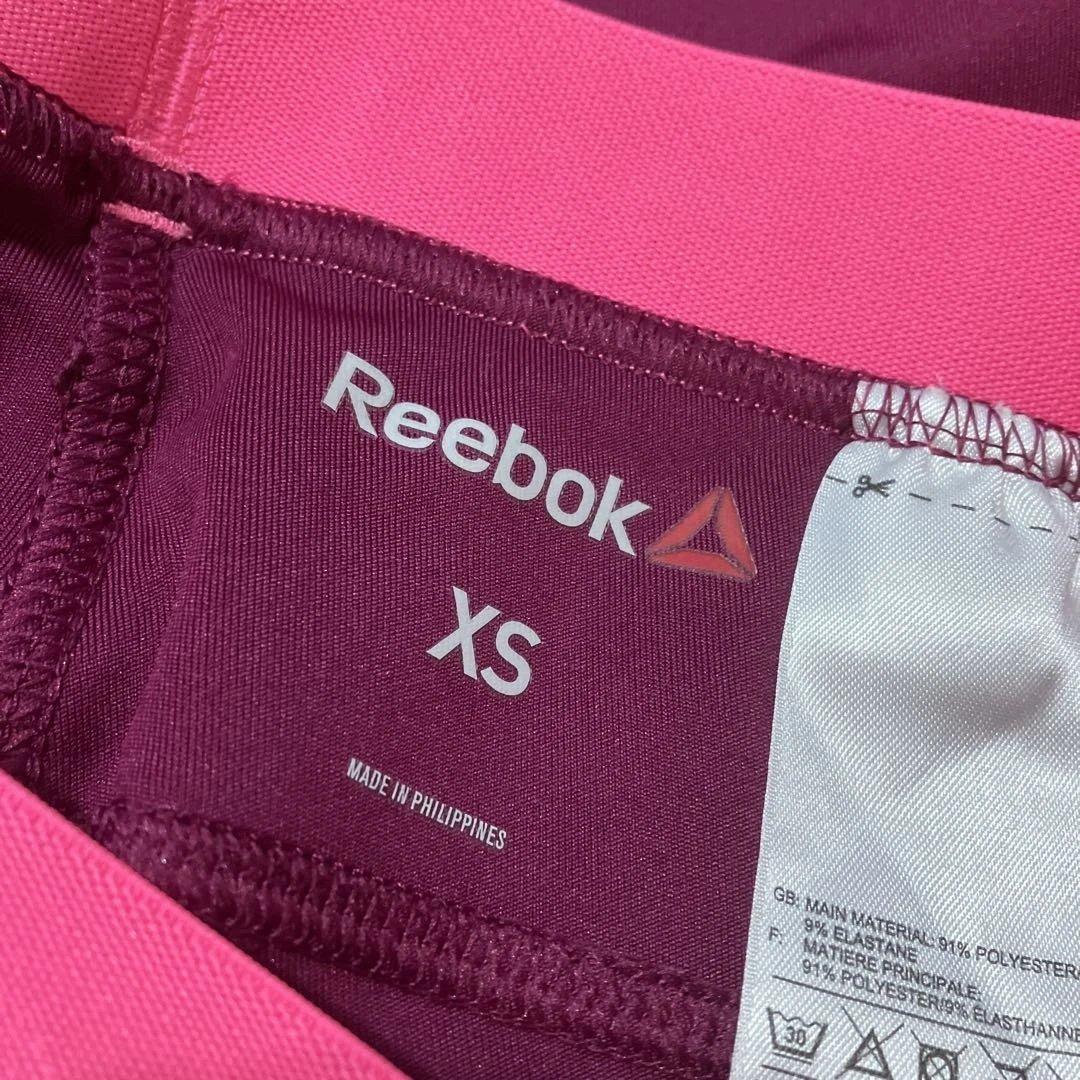 Reebok
XS
MADE IN PHILIPPINES
GB: MAIN MATERIAL: 91% POLYESTER/
9% ELASTANE
F: MATIERE PRINCIPALE:
91% POLYESTER/9% ELASTHANNE
30